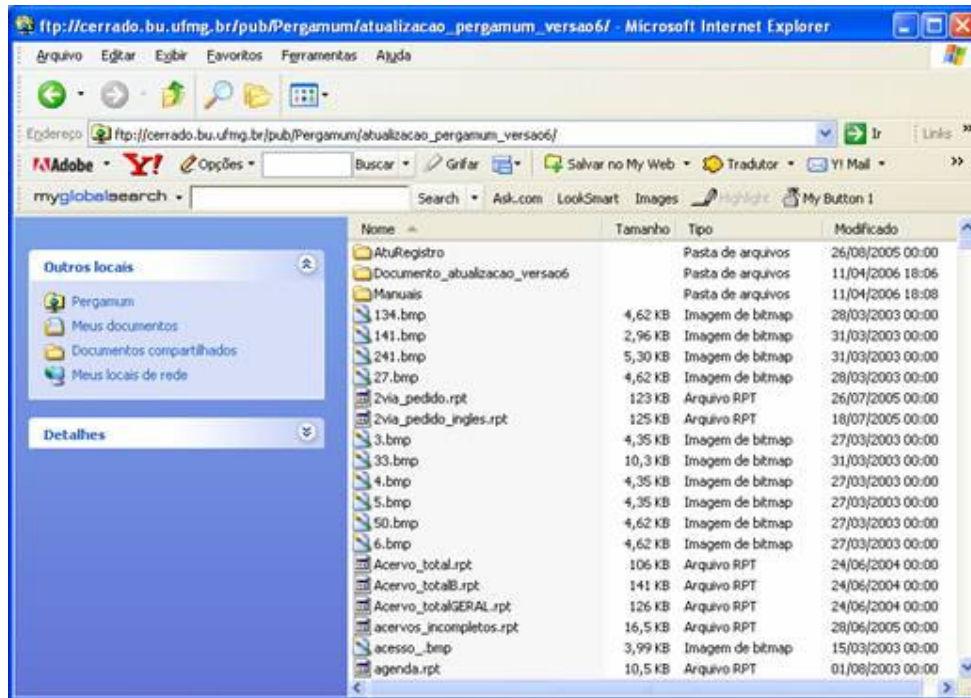 ftp://cerrado.bu.ufmg.br/pub/Pergamum/atualizacao_pergamum_versao6/ - Microsoft Internet Explorer
Arquivo Editar Exibir Favoritos Ferramentas Ajuda
Endereço ftp://cerrado.bu.ufmg.br/pub/Pergamum/atualizacao_pergamum_versao6/ Ir Links »
Adobe Y! Opções Buscar Grifar Salvar no My Web Tradutor Y! Mail »
myglobalsearch Search Ask.com LookSmart Images Highlight My Button 1
Outros locais
Pergamum
Meus documentos
Documentos compartilhados
Meus locais de rede
Detalhes
Nome Tamanho Tipo Modificado
AtuRegistro Pasta de arquivos 26/08/2005 00:00
Documento_atualizacao_versao6 Pasta de arquivos 11/04/2006 18:06
Manuais Pasta de arquivos 11/04/2006 18:08
134.bmp 4,62 KB Imagem de bitmap 28/03/2003 00:00
141.bmp 2,96 KB Imagem de bitmap 31/03/2003 00:00
241.bmp 5,30 KB Imagem de bitmap 31/03/2003 00:00
27.bmp 4,62 KB Imagem de bitmap 28/03/2003 00:00
2via_pedido.rpt 123 KB Arquivo RPT 26/07/2005 00:00
2via_pedido_ingles.rpt 125 KB Arquivo RPT 18/07/2005 00:00
3.bmp 4,35 KB Imagem de bitmap 27/03/2003 00:00
33.bmp 10,3 KB Imagem de bitmap 31/03/2003 00:00
4.bmp 4,35 KB Imagem de bitmap 27/03/2003 00:00
5.bmp 4,35 KB Imagem de bitmap 27/03/2003 00:00
50.bmp 4,62 KB Imagem de bitmap 27/03/2003 00:00
6.bmp 4,62 KB Imagem de bitmap 27/03/2003 00:00
Acervo_total.rpt 106 KB Arquivo RPT 24/06/2004 00:00
Acervo_totalB.rpt 141 KB Arquivo RPT 24/06/2004 00:00
Acervo_totalGERAL.rpt 126 KB Arquivo RPT 24/06/2004 00:00
acervos_incompletos.rpt 16,5 KB Arquivo RPT 28/06/2005 00:00
acesso_.bmp 3,99 KB Imagem de bitmap 15/03/2003 00:00
agenda.rpt 10,5 KB Arquivo RPT 01/08/2003 00:00